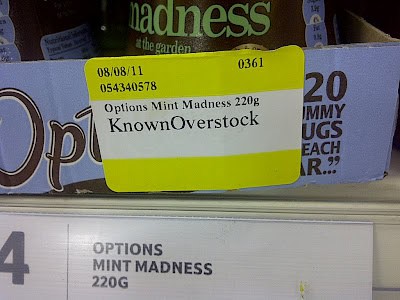 madness
at the garden
08/08/11 0361
054340578
Options Mint Madness 220g
KnownOverstock
Opt
20
UMMY
UGS
EACH
AR..."
4
OPTIONS
MINT MADNESS
220G